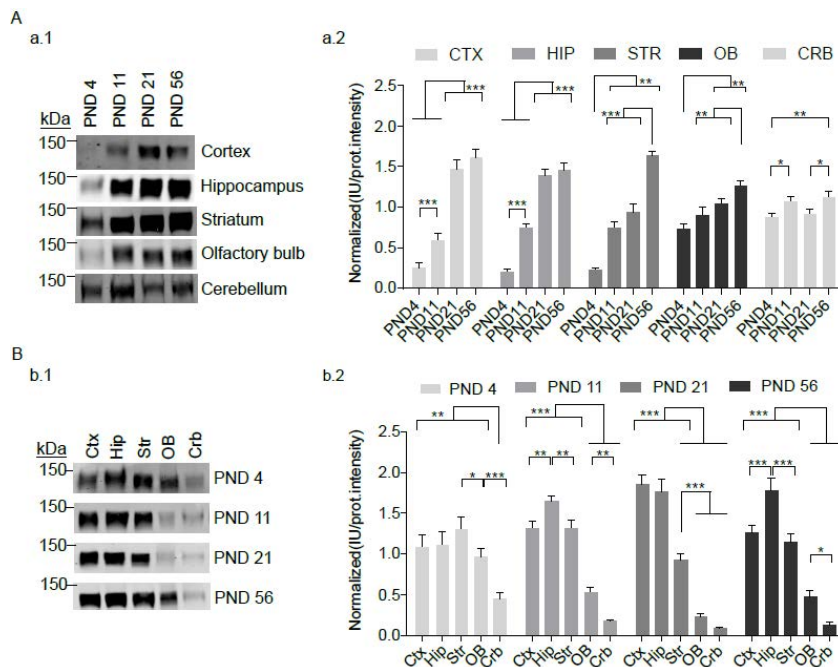 A
a.1
kDa
PND 4
PND 11
PND 21
PND 56
150
Cortex
150
Hippocampus
150
Striatum
150
Olfactory bulb
150
Cerebellum
a.2
CTX HIP STR OB CRB
Normalized(IU/prot.intensity)
2.5
2.0
1.5
1.0
0.5
0.0
*** *** ** **
*** ** **
*** *** * *
PND4 PND11 PND21 PND56 PND4 PND11 PND21 PND56 PND4 PND11 PND21 PND56 PND4 PND11 PND21 PND56 PND4 PND11 PND21 PND56
B
b.1
kDa
Ctx Hip Str OB Crb
150
PND 4
150
PND 11
150
PND 21
150
PND 56
b.2
PND 4 PND 11 PND 21 PND 56
Normalized(IU/prot.intensity)
2.5
2.0
1.5
1.0
0.5
0.0
** *** *** ***
* *** ** ** ** *** *** *** *
Ctx Hip Str OB Crb Ctx Hip Str OB Crb Ctx Hip Str OB Crb Ctx Hip Str OB Crb